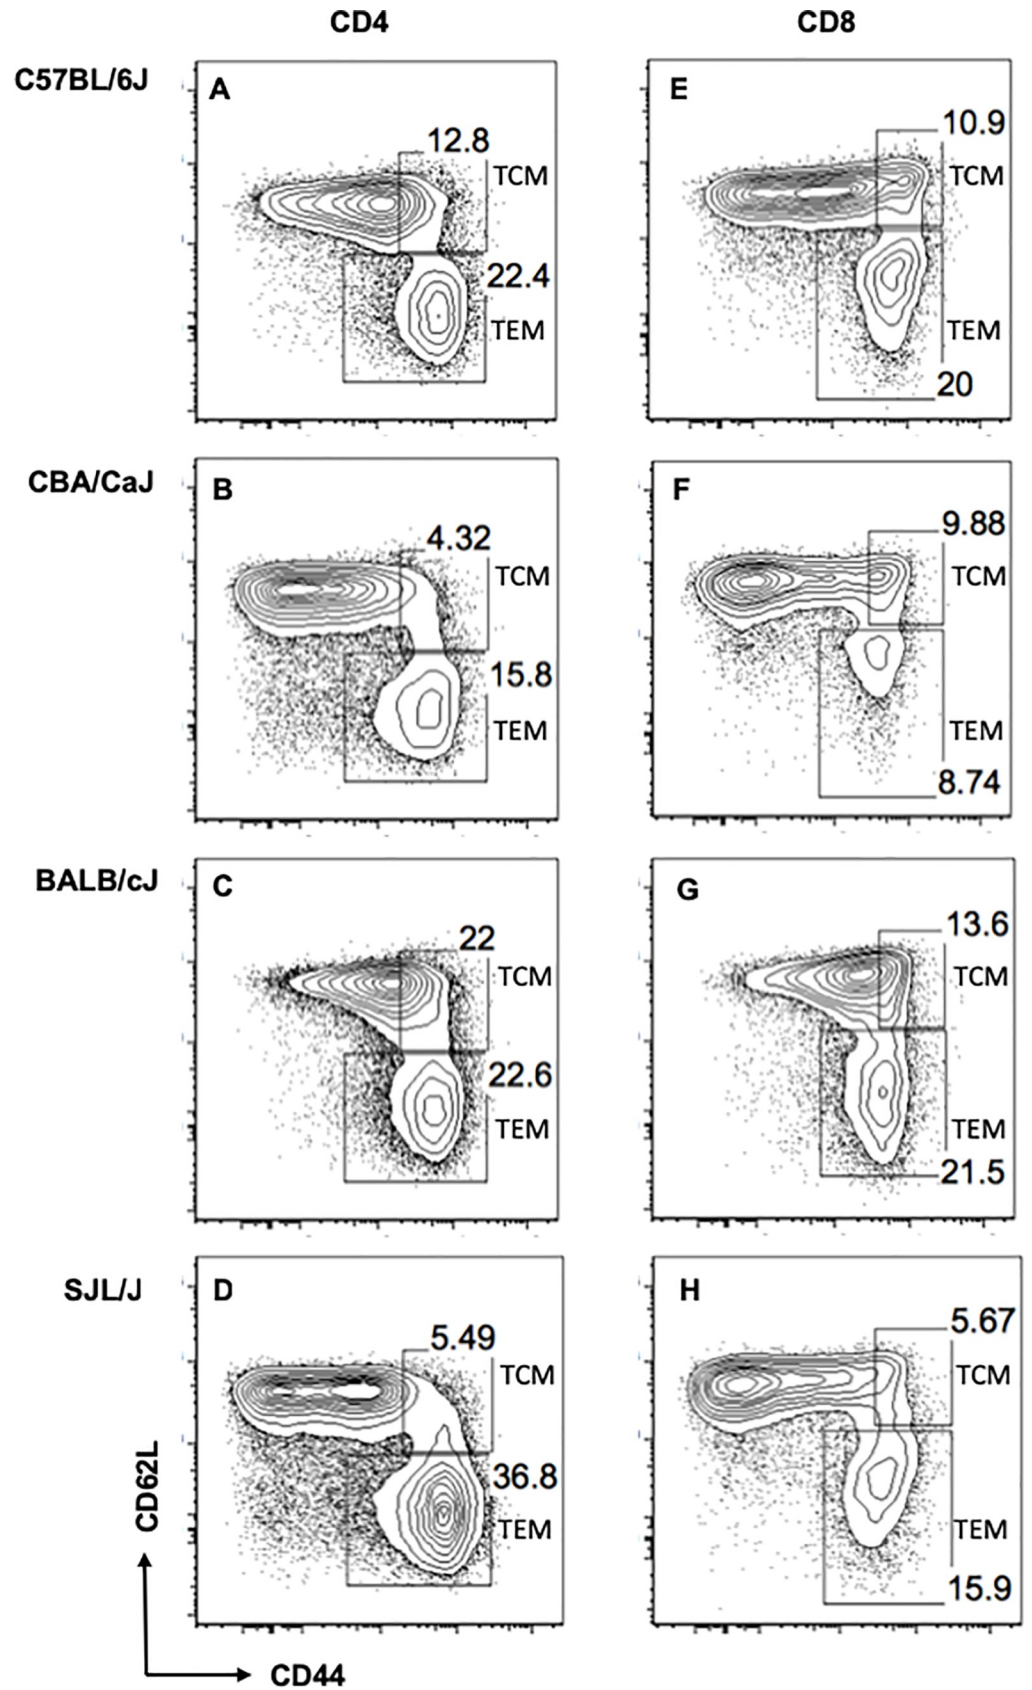 CD4 CD8
C57BL/6J
A E
12.8 10.9
TCM TCM
22.4
TEM TEM
20
CBA/CaJ
B F
4.32 9.88
TCM TCM
15.8
TEM TEM
8.74
BALB/cJ
C G
22 13.6
TCM TCM
22.6
TEM TEM
21.5
SJL/J
D H
5.49 5.67
TCM TCM
36.8
TEM TEM
15.9
CD62L
CD44